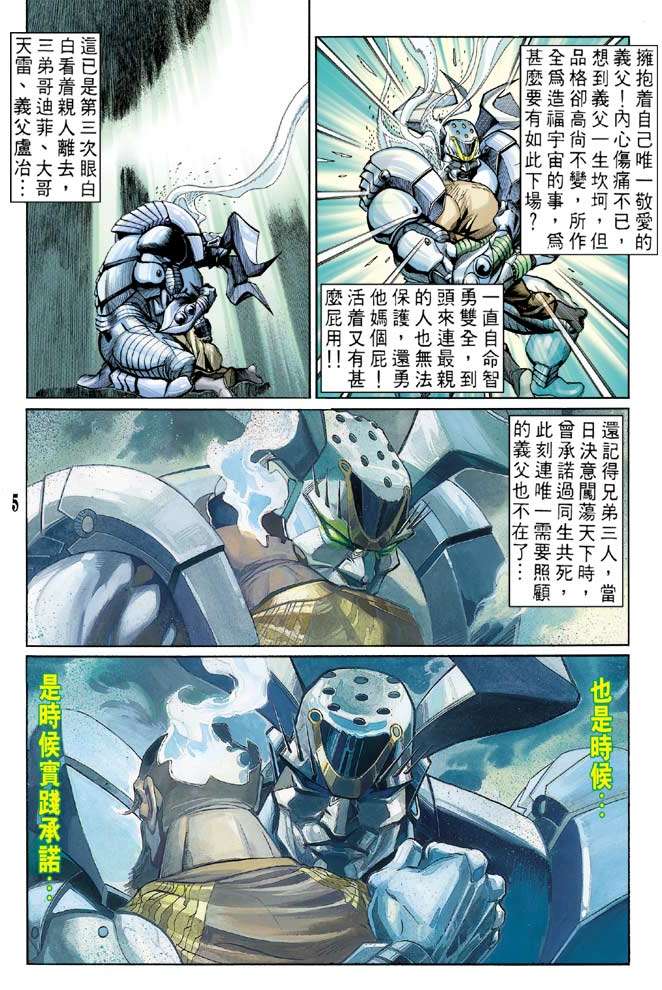 擁抱着自己唯一敬愛的
義父！內心傷痛不已，
想到義父一生坎坷，但
品格卻高尚不變，所作
全爲造福宇宙的事，爲
甚麼要有如此下場？
一直自命智
勇雙全，到
頭來連最親
的人也無法
保護，還勇
他媽個屁！
活着又有甚
麼屁用！！
這已是第三次眼白
白看着親人離去，
三弟哥迪菲、大哥
天雷、義父盧冶…
還記得兄弟三人，當
日決意闖蕩天下時，
曾承諾過同生共死，
此刻連唯一需要照顧
的義父也不在了…
5
也是時候…
是時候實踐承諾…